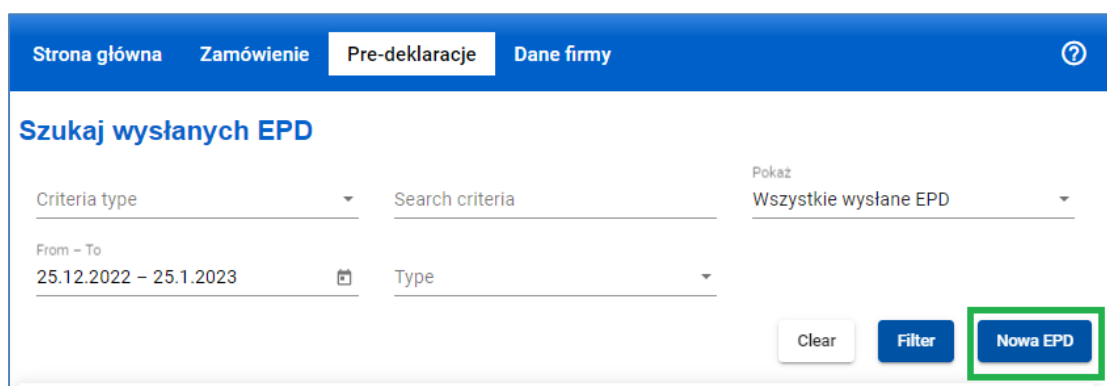 Strona główna Zamówienie Pre-deklaracje Dane firmy
Szukaj wysłanych EPD
Pokaż
Criteria type Search criteria Wszystkie wysłane EPD
From – To
25.12.2022 – 25.1.2023 Type
Clear Filter Nowa EPD